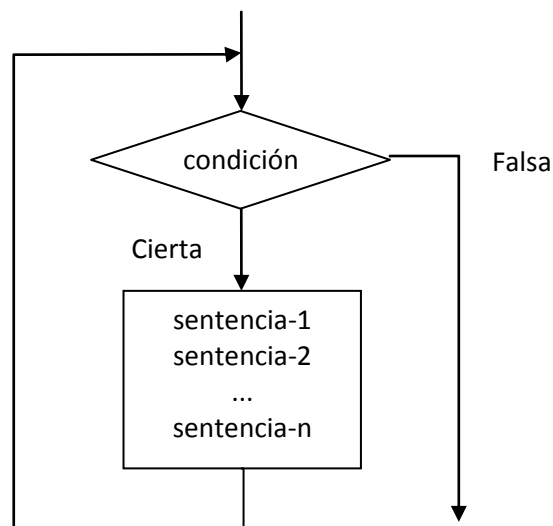 condición
Falsa
Cierta
sentencia-1
sentencia-2
...
sentencia-n